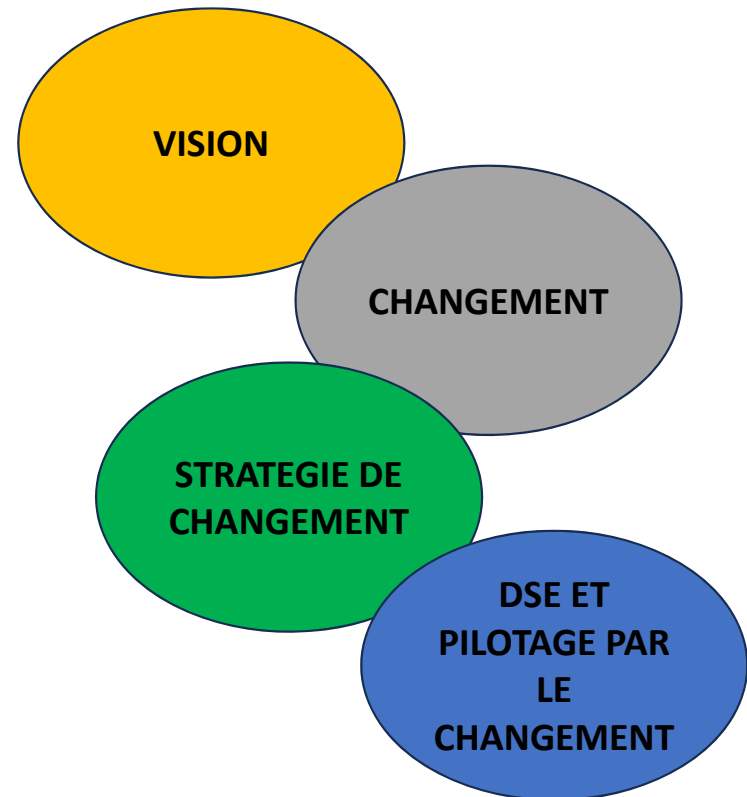 VISION
CHANGEMENT
STRATEGIE DE
CHANGEMENT
DSE ET
PILOTAGE PAR
LE
CHANGEMENT